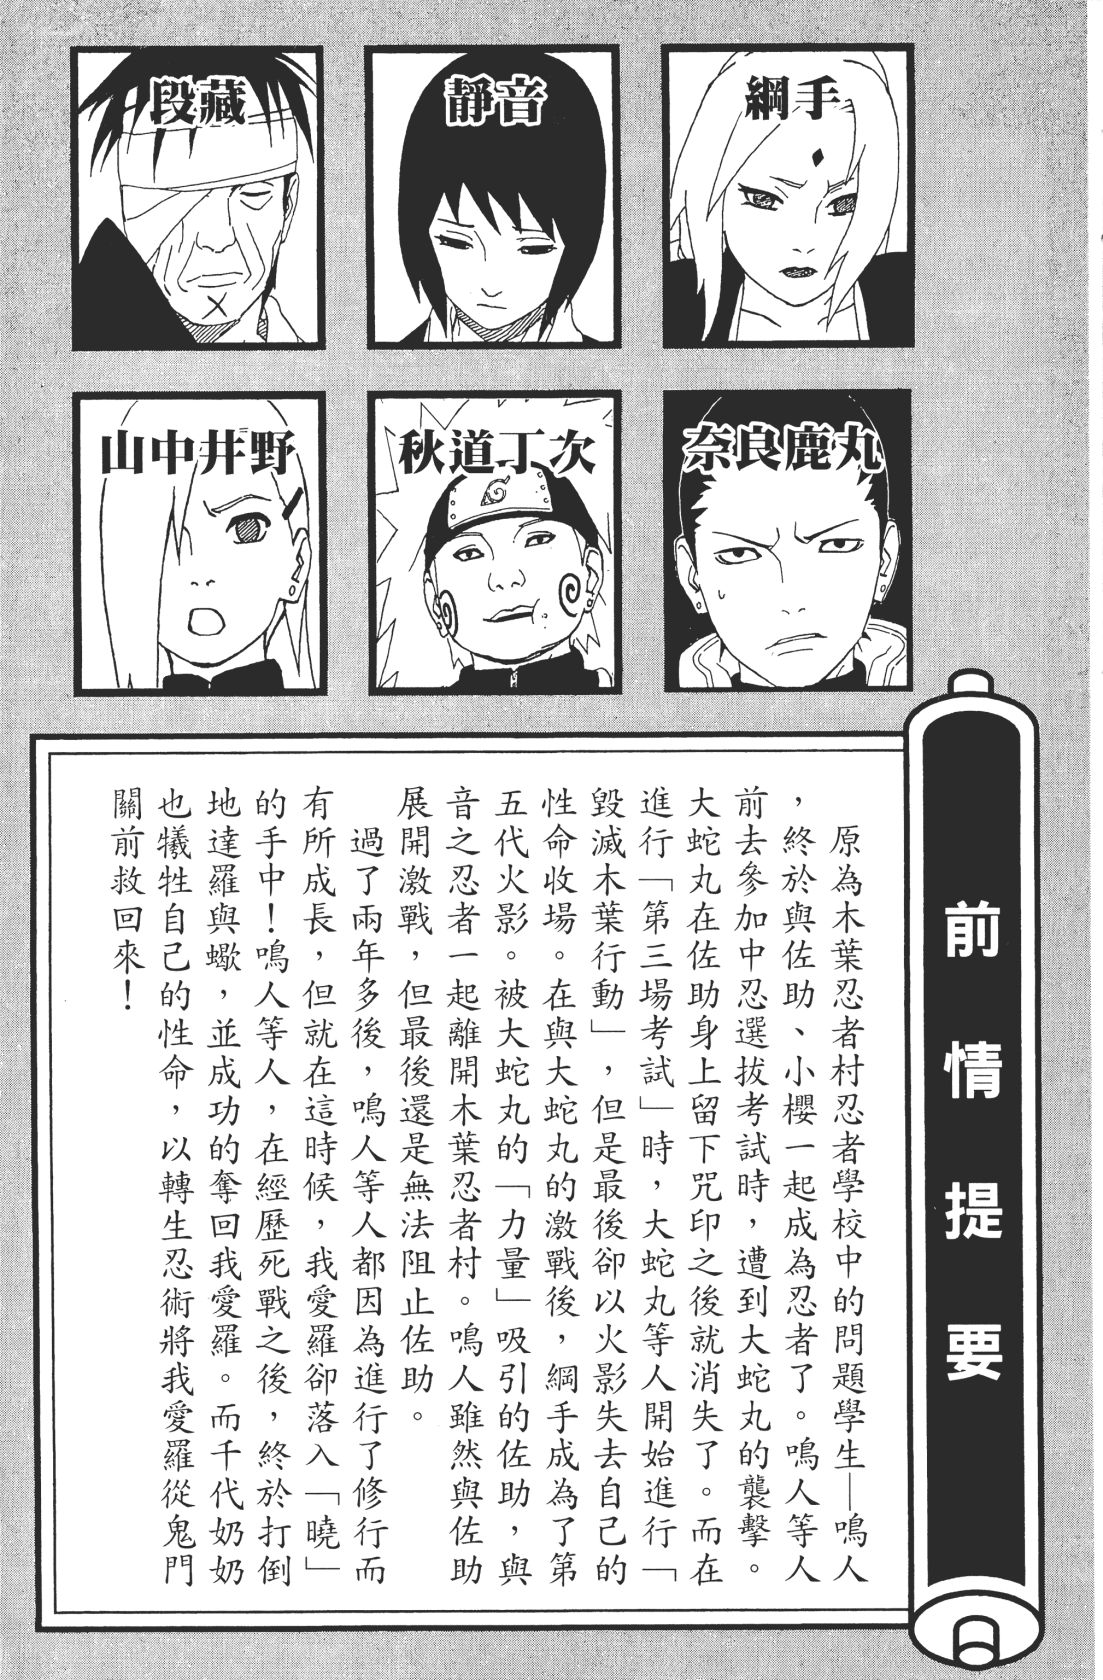 綱手
靜音
段藏
奈良鹿丸
秋道丁次
山中井野
前情提要
原為木葉忍者村忍者學校中的問題學生—鳴人
，終於與佐助、小櫻一起成為忍者了。鳴人等人
前去參加中忍選拔考試時，遭到大蛇丸的襲擊。
大蛇丸在佐助身上留下咒印之後就消失了。而在
進行「第三場考試」時，大蛇丸等人開始進行「
毀滅木葉行動」，但是最後卻以火影失去自己的
性命收場。在與大蛇丸的激戰後，綱手成為了第
五代火影。被大蛇丸的「力量」吸引的佐助，與
音之忍者一起離開木葉忍者村。鳴人雖然與佐助
展開激戰，但最後還是無法阻止佐助。
過了兩年多後，鳴人等人都因為進行了修行而
有所成長，但就在這時候，我愛羅卻落入「曉」
的手中！鳴人等人，在經歷死戰之後，終於打倒
地達羅與蠍，並成功的奪回我愛羅。而千代奶奶
也犧牲自己的性命，以轉生忍術將我愛羅從鬼門
關前救回來！